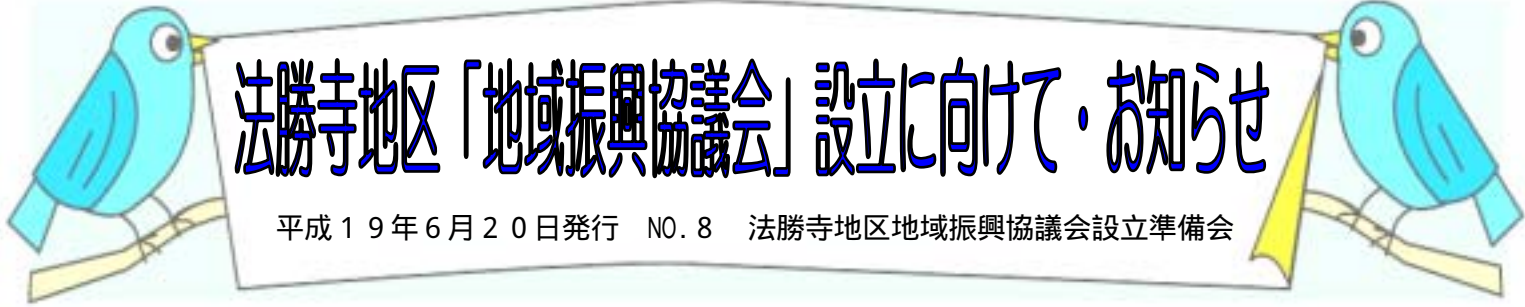 法勝寺地区「地域振興協議会」設立に向けて・お知らせ
平成１９年６月２０日発行　NO.８　法勝寺地区地域振興協議会設立準備会